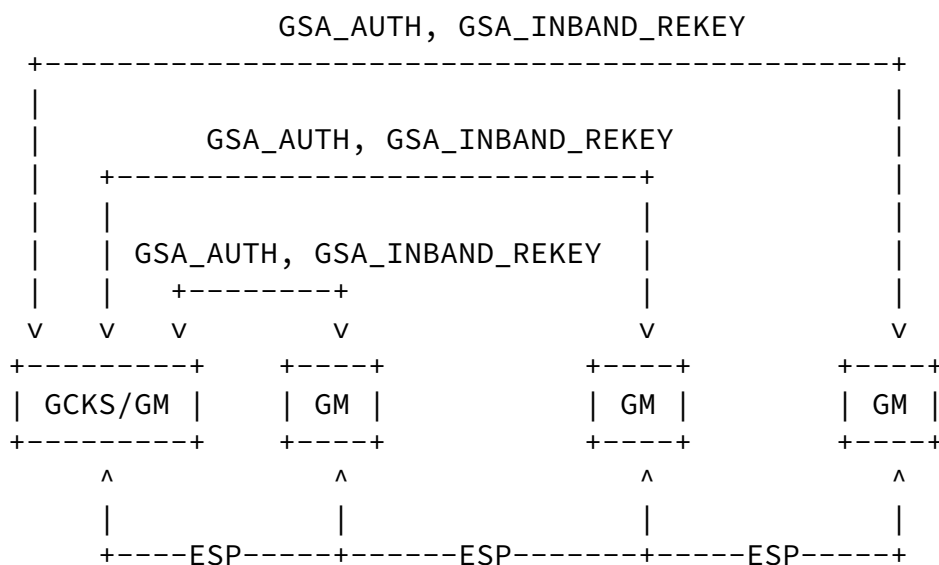 GSA_AUTH, GSA_INBAND_REKEY
GSA_AUTH, GSA_INBAND_REKEY
GSA_AUTH, GSA_INBAND_REKEY
GCKS/GM GM GM GM
ESP ESP ESP